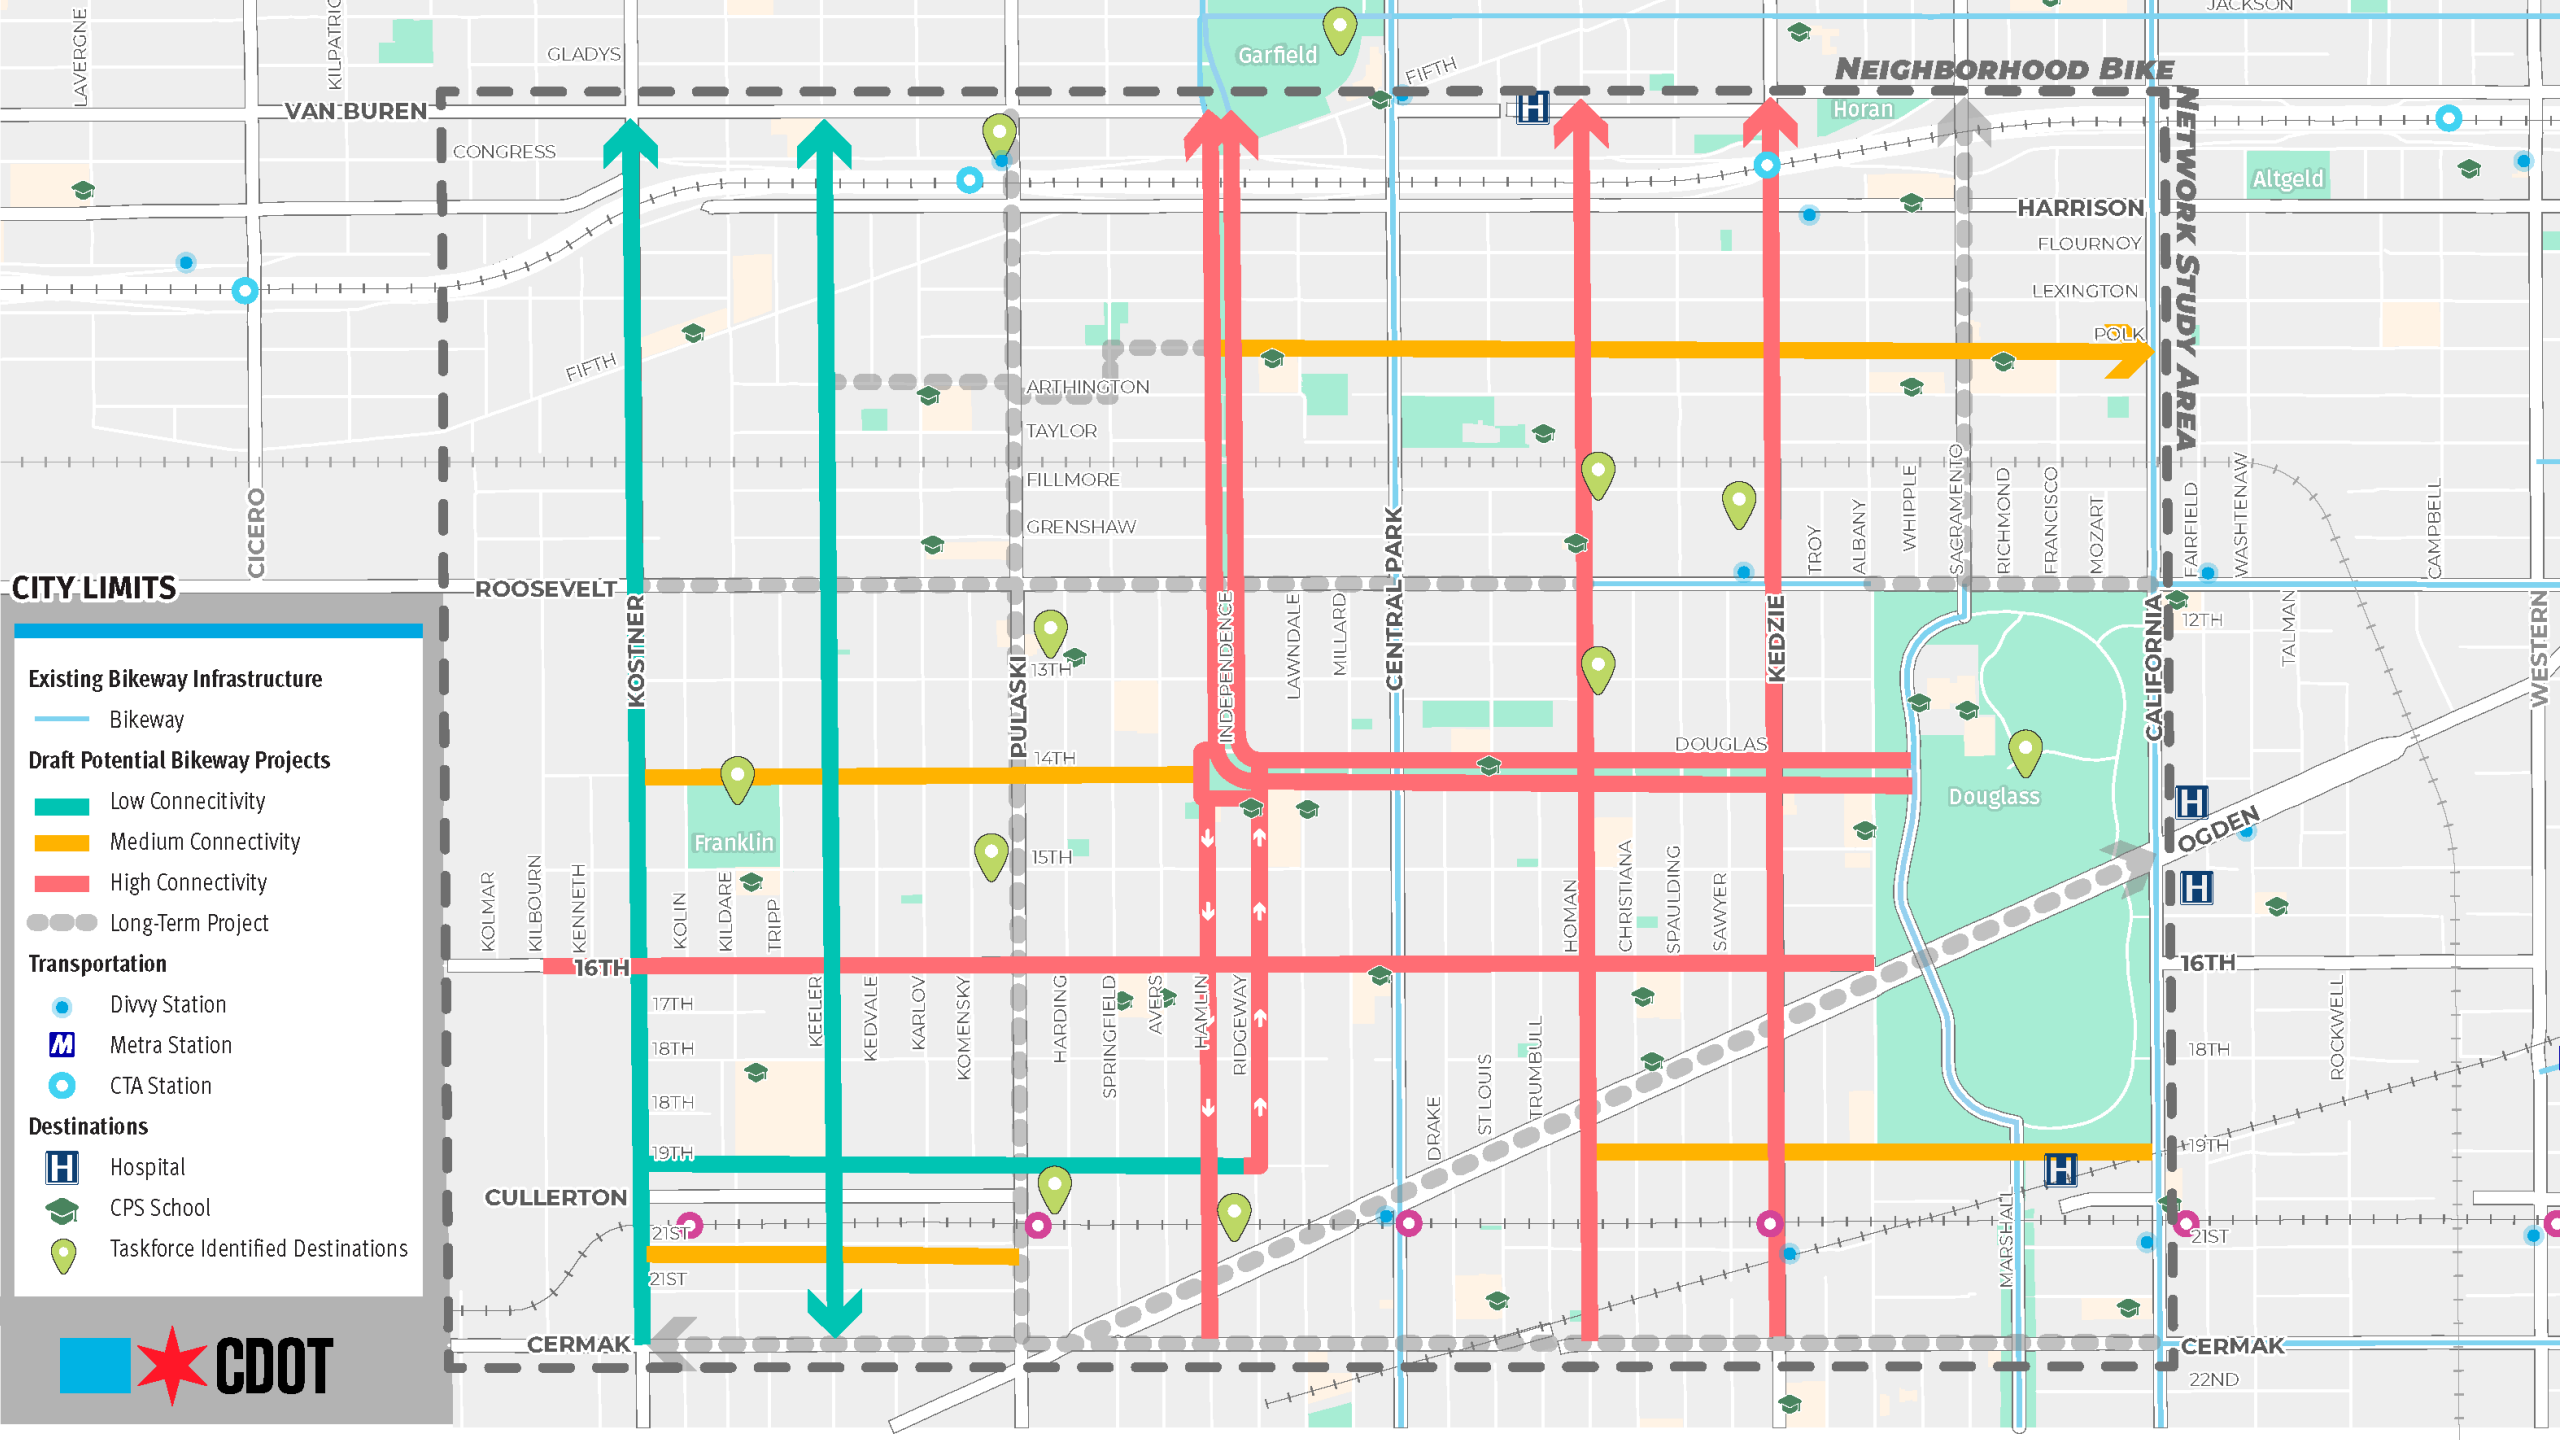 JACKSON
LAVERGNE
KILPATRIC
GLADYS
Garfield
FIFTH
NEIGHBORHOOD BIKE
NETWORK STUDY AREA
VAN BUREN
H
Horan
CONGRESS
Altgeld
HARRISON
FLOURNOY
LEXINGTON
POLK
FIFTH
ARTHINGTON
TAYLOR
FILLMORE
GRENSHAW
CICERO
SACRAMENTO
WHIPPLE
RICHMOND
FRANCISCO
MOZART
TROY
ALBANY
FAIRFIELD
WASHTENAW
CAMPBELL
CITY LIMITS
ROOSEVELT
KOSTNER
PULASKI
INDEPENDENCE
LAWNDALE
MILLARD
CENTRAL PARK
KEDZIE
CALIFORNIA
12TH
TALMAN
WESTERN
13TH
14TH
DOUGLAS
Douglass
H
OGDEN
H
Franklin
15TH
KOLMAR
KILBOURN
KENNETH
KOLIN
KILDARE
TRIPP
HOMAN
CHRISTIANA
SPAULDING
SAWYER
16TH
16TH
17TH
18TH
18TH
19TH
KEELER
KEDVALE
KARLOV
KOMENSKY
HARDING
SPRINGFIELD
AVERS
HAMLIN
RIDGEWAY
DRAKE
ST LOUIS
TRUMBULL
ROCKWELL
18TH
19TH
H
MARSHALL
CULLERTON
21ST
21ST
21ST
CERMAK
CERMAK
22ND
Existing Bikeway Infrastructure
Bikeway
Draft Potential Bikeway Projects
Low Connecitivity
Medium Connectivity
High Connectivity
Long-Term Project
Transportation
Divvy Station
M Metra Station
CTA Station
Destinations
H Hospital
CPS School
Taskforce Identified Destinations
CDOT